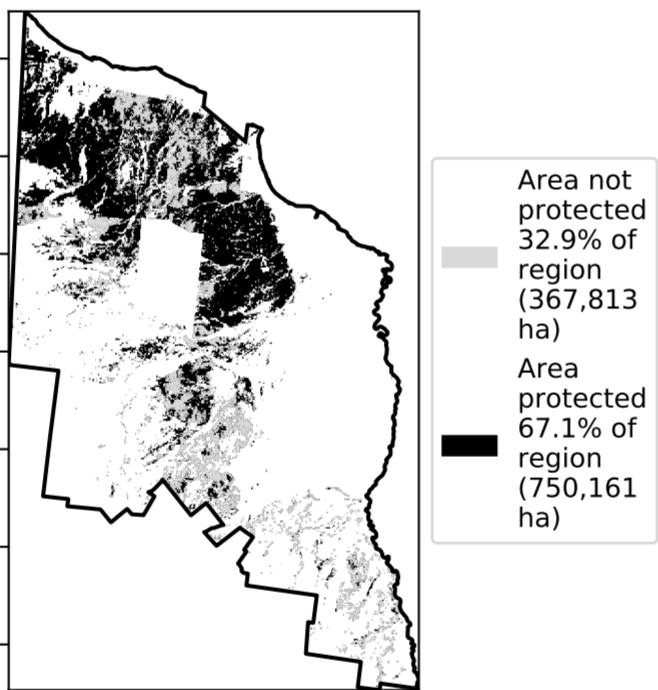 Area not
protected
32.9% of
region
(367,813
ha)
Area
protected
67.1% of
region
(750,161
ha)